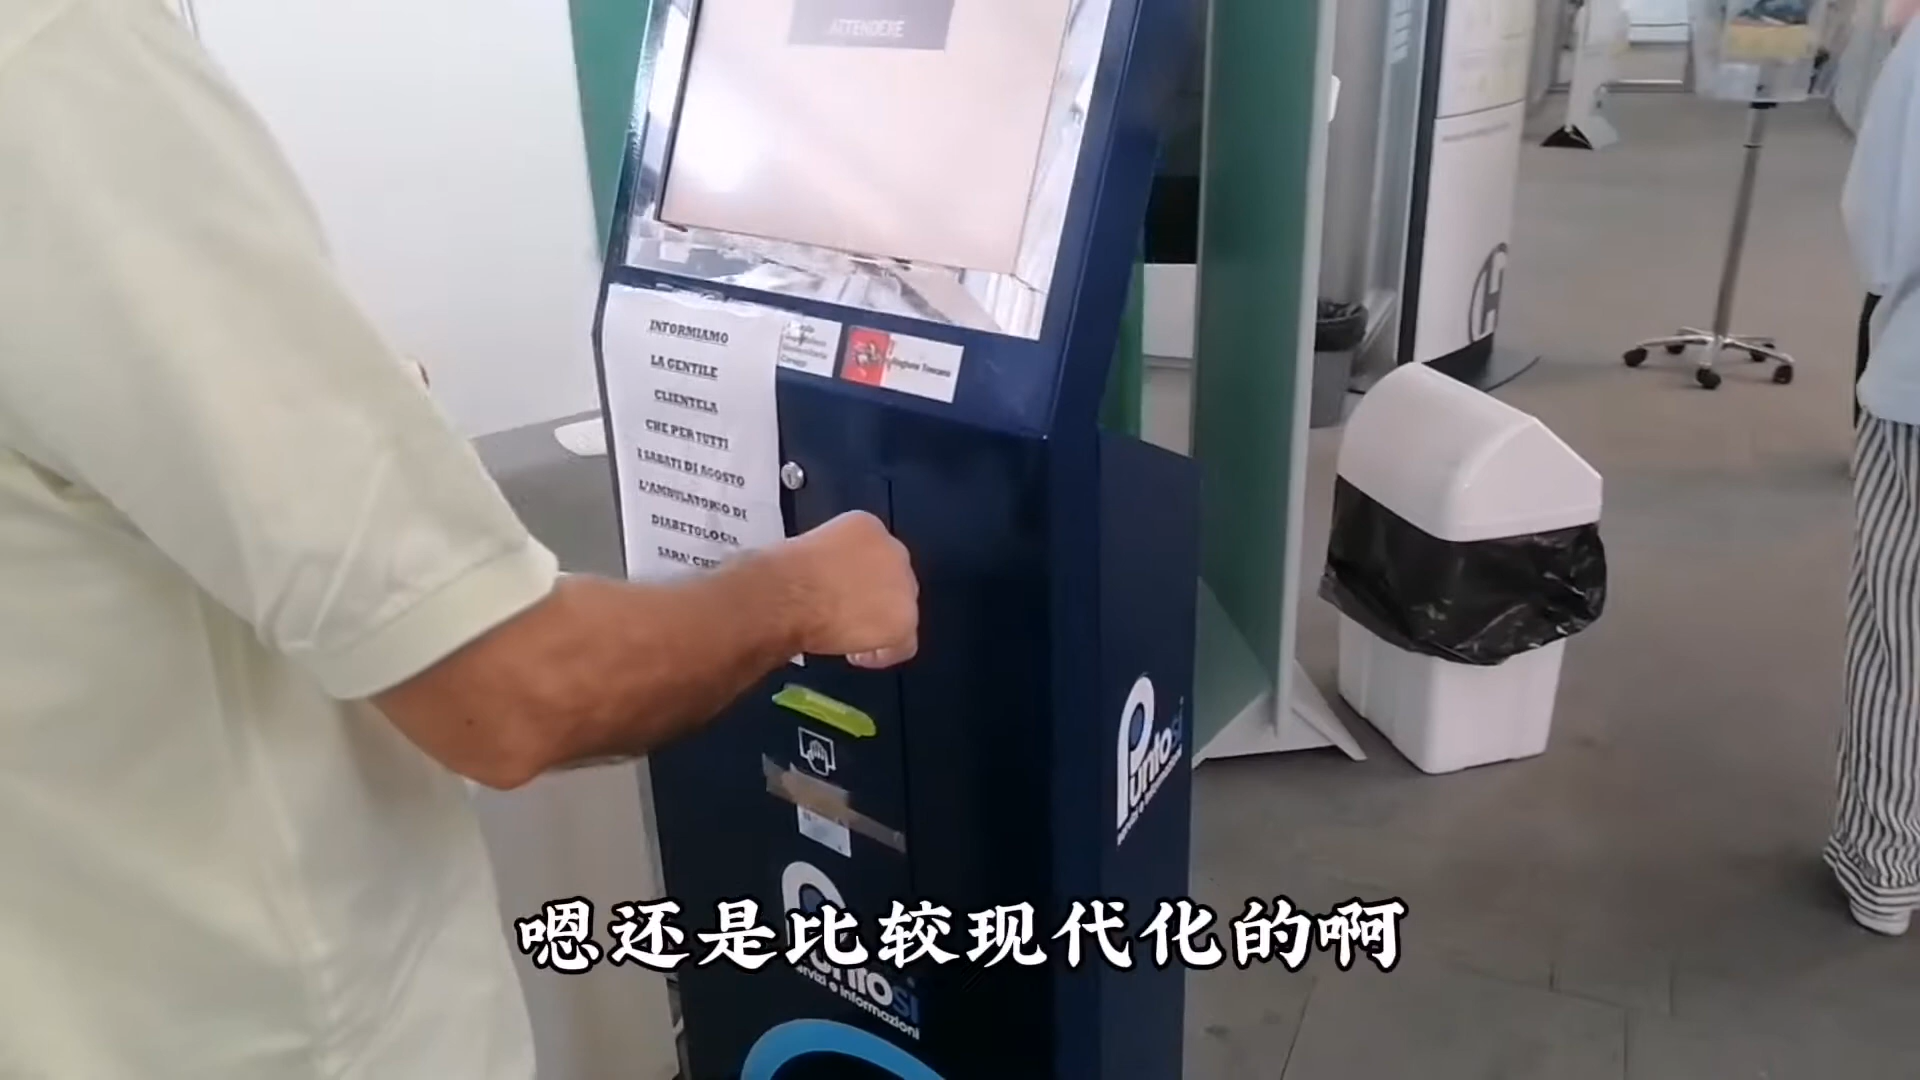 ATTENDERE
INFORMIAMO
LA GENTILE
CLIENTELA
CHE PER TUTTI
I SABATI DI AGOSTO
L'AMBULATORIO DI
DIABETOLOGIA
SARA'
Regione Toscana
Puntosi
servizi e informazioni
Puntosi
servizi e informazioni
H
嗯还是比较现代化的啊